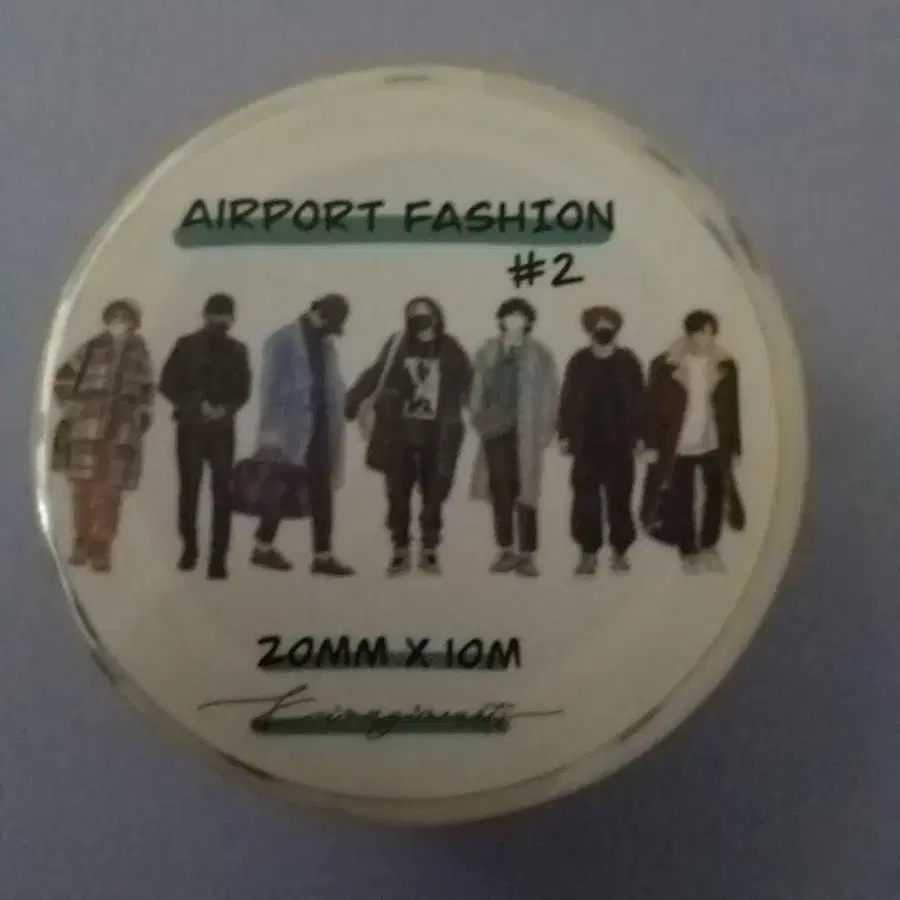 AIRPORT FASHION
#2
20MM X 10M